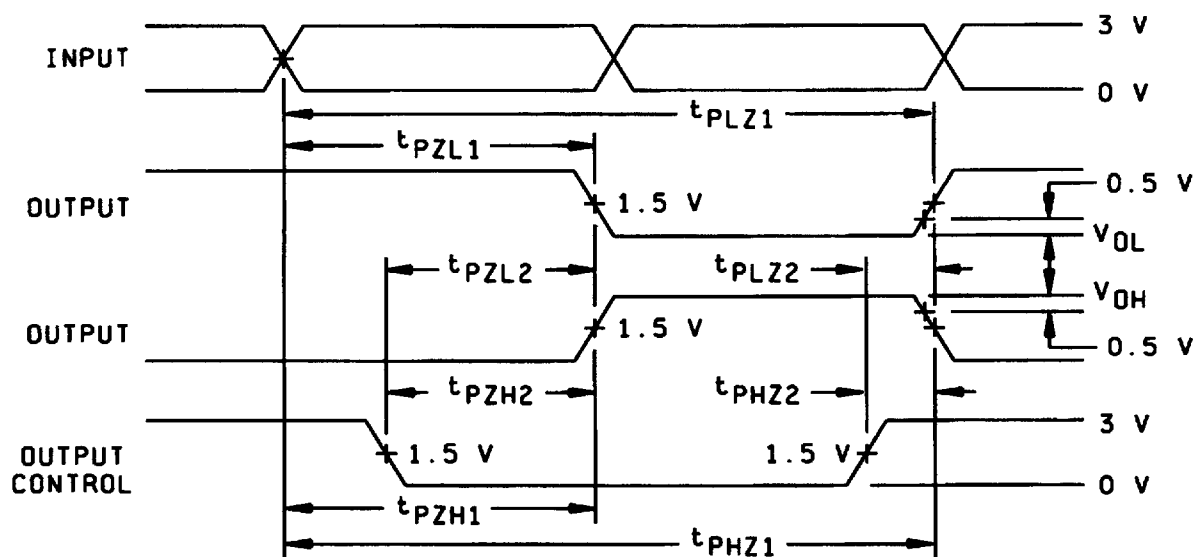 3 V
INPUT
0 V
tPLZ1
tPZL1
0.5 V
OUTPUT
1.5 V
VOL
tPZL2
tPLZ2
VOH
OUTPUT
1.5 V
0.5 V
tPZH2
tPHZ2
3 V
OUTPUT
CONTROL
1.5 V
1.5 V
0 V
tPZH1
tPHZ1